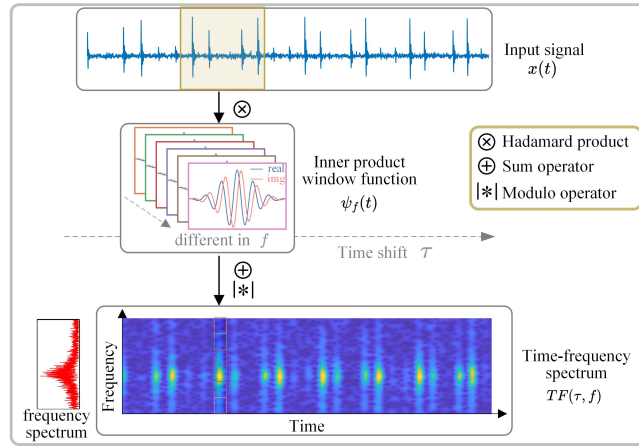 Input signal
x(t)
⊗
real
img
different in f
Inner product
window function
ψ_f(t)
⊗ Hadamard product
⊕ Sum operator
|*| Modulo operator
Time shift τ
⊕
|*|
Frequency
Time
frequency
spectrum
Time-frequency
spectrum
TF(τ, f)